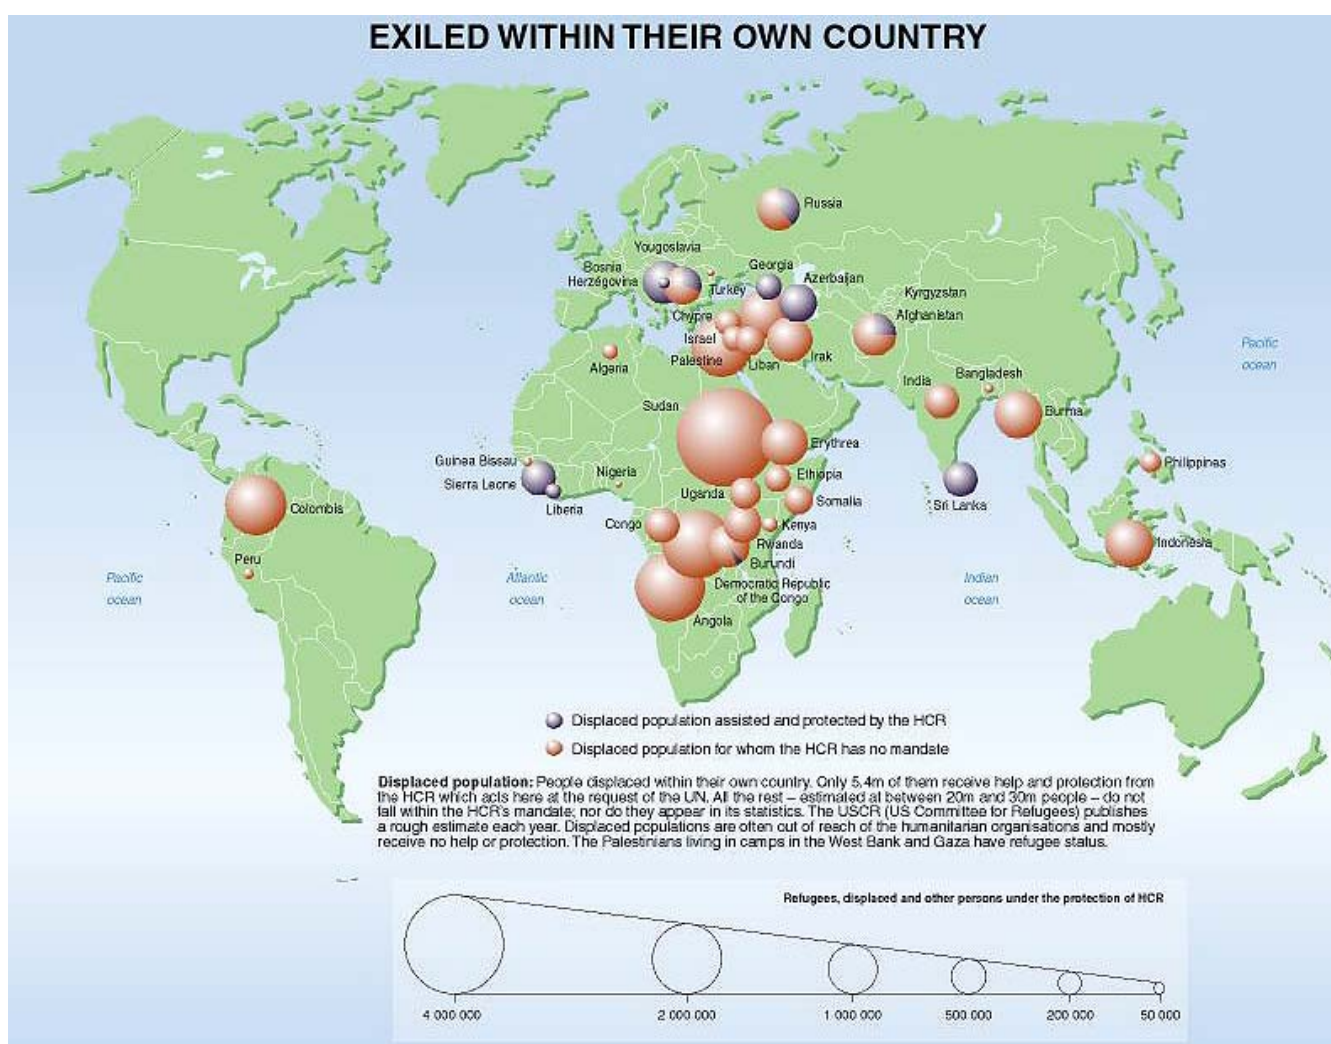 EXILED WITHIN THEIR OWN COUNTRY
Russia
Yougoslavia
Bosnia
Herzégovina
Georgia
Azerbaijan
Turkey
Kyrgyzstan
Chypre
Afghanistan
Israel
Palestine
Liban
Irak
Algeria
India
Bangladesh
Sudan
Burma
Erythrea
Guinea Bissau
Nigeria
Ethiopia
Philippines
Sierra Leone
Uganda
Somalia
Liberia
Sri Lanka
Colombia
Congo
Kenya
Rwanda
Indonesia
Peru
Burundi
Democratic Republic
of the Congo
Angola
Pacific
ocean
Pacific
ocean
Atlantic
ocean
Indian
ocean
Displaced population assisted and protected by the HCR
Displaced population for whom the HCR has no mandate
Displaced population: People displaced within their own country. Only 5.4m of them receive help and protection from
the HCR which acts here at the request of the UN. All the rest – estimated at between 20m and 30m people – do not
fall within the HCR's mandate; nor do they appear in its statistics. The USCR (US Committee for Refugees) publishes
a rough estimate each year. Displaced populations are often out of reach of the humanitarian organisations and mostly
receive no help or protection. The Palestinians living in camps in the West Bank and Gaza have refugee status.
Refugees, displaced and other persons under the protection of HCR
4 000 000
2 000 000
1 000 000
500 000
200 000
50 000